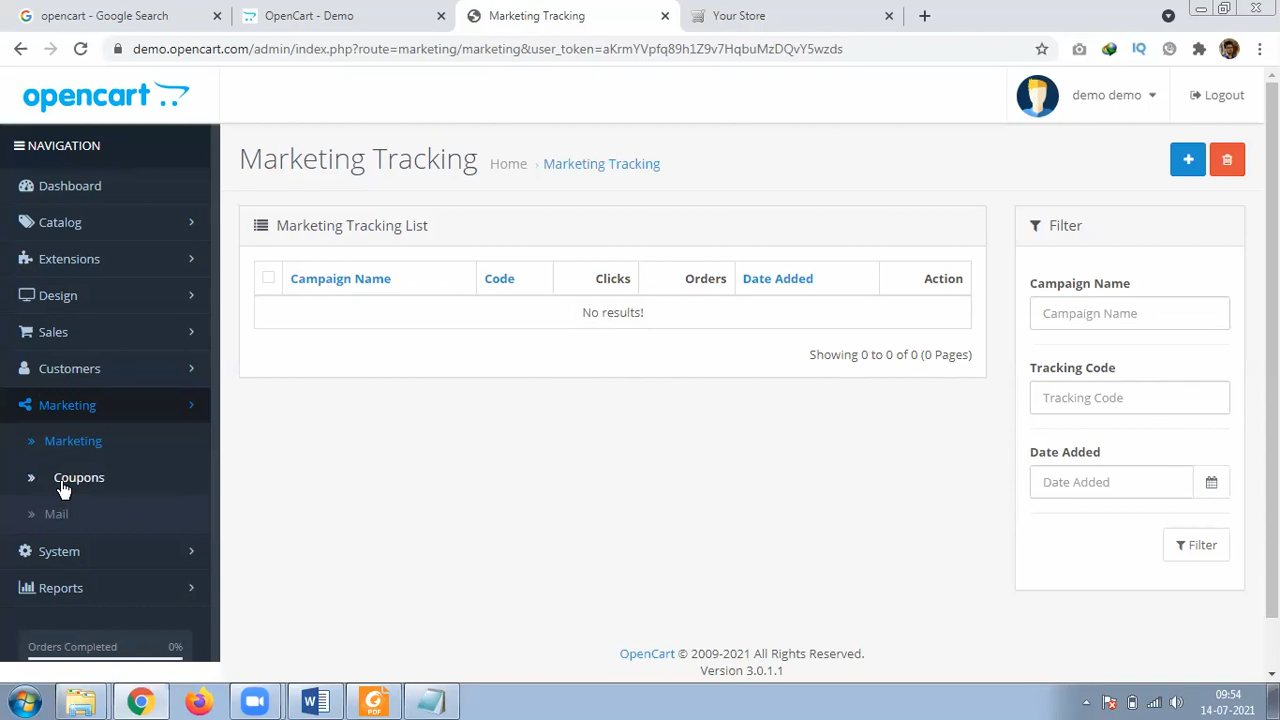 opencart - Google Search
OpenCart - Demo
Marketing Tracking
Your Store
demo.opencart.com/admin/index.php?route=marketing/marketing&user_token=aKrmYVpfq89h1Z9v7HqbuMzDQvY5wzds
IQ
opencart
demo demo
Logout
NAVIGATION
Dashboard
Catalog
Extensions
Design
Sales
Customers
Marketing
Marketing
Coupons
Mail
System
Reports
Orders Completed 0%
Marketing Tracking Home › Marketing Tracking
Marketing Tracking List
Campaign Name Code Clicks Orders Date Added Action
No results!
Showing 0 to 0 of 0 (0 Pages)
Filter
Campaign Name
Campaign Name
Tracking Code
Tracking Code
Date Added
Date Added
Filter
OpenCart © 2009-2021 All Rights Reserved.
Version 3.0.1.1
PDF
09:54
14-07-2021